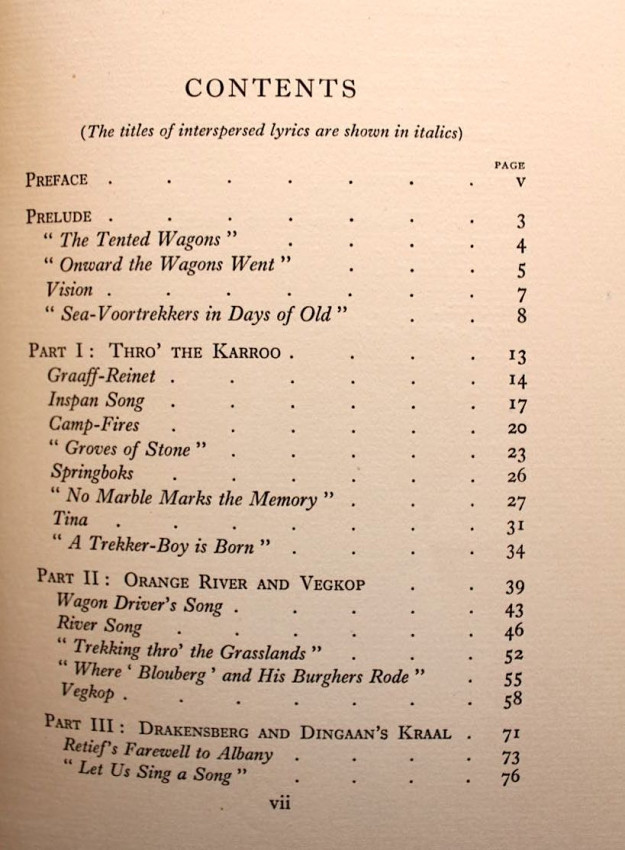 CONTENTS
(The titles of interspersed lyrics are shown in italics)
PAGE
PREFACE . . . . . . . v
PRELUDE . . . . . . . 3
“ The Tented Wagons ” . . . . 4
“ Onward the Wagons Went ” . . . 5
Vision . . . . . . . 7
“ Sea-Voortrekkers in Days of Old ” . . 8
PART I : THRO’ THE KARROO . . . . 13
Graaff-Reinet . . . . . . 14
Inspan Song . . . . . . 17
Camp-Fires . . . . . . 20
“ Groves of Stone ” . . . . . 23
Springboks . . . . . . 26
“ No Marble Marks the Memory ” . . . 27
Tina . . . . . . . 31
“ A Trekker-Boy is Born ” . . . . 34
PART II : ORANGE RIVER AND VEGKOP . . 39
Wagon Driver’s Song . . . . . 43
River Song . . . . . . 46
“ Trekking thro’ the Grasslands ” . . . 52
“ Where ‘ Blouberg ’ and His Burghers Rode ” . 55
Vegkop . . . . . . . 58
PART III : DRAKENSBERG AND DINGAAN’S KRAAL . 71
Retief’s Farewell to Albany . . . . 73
“ Let Us Sing a Song ” . . . . 76
vii